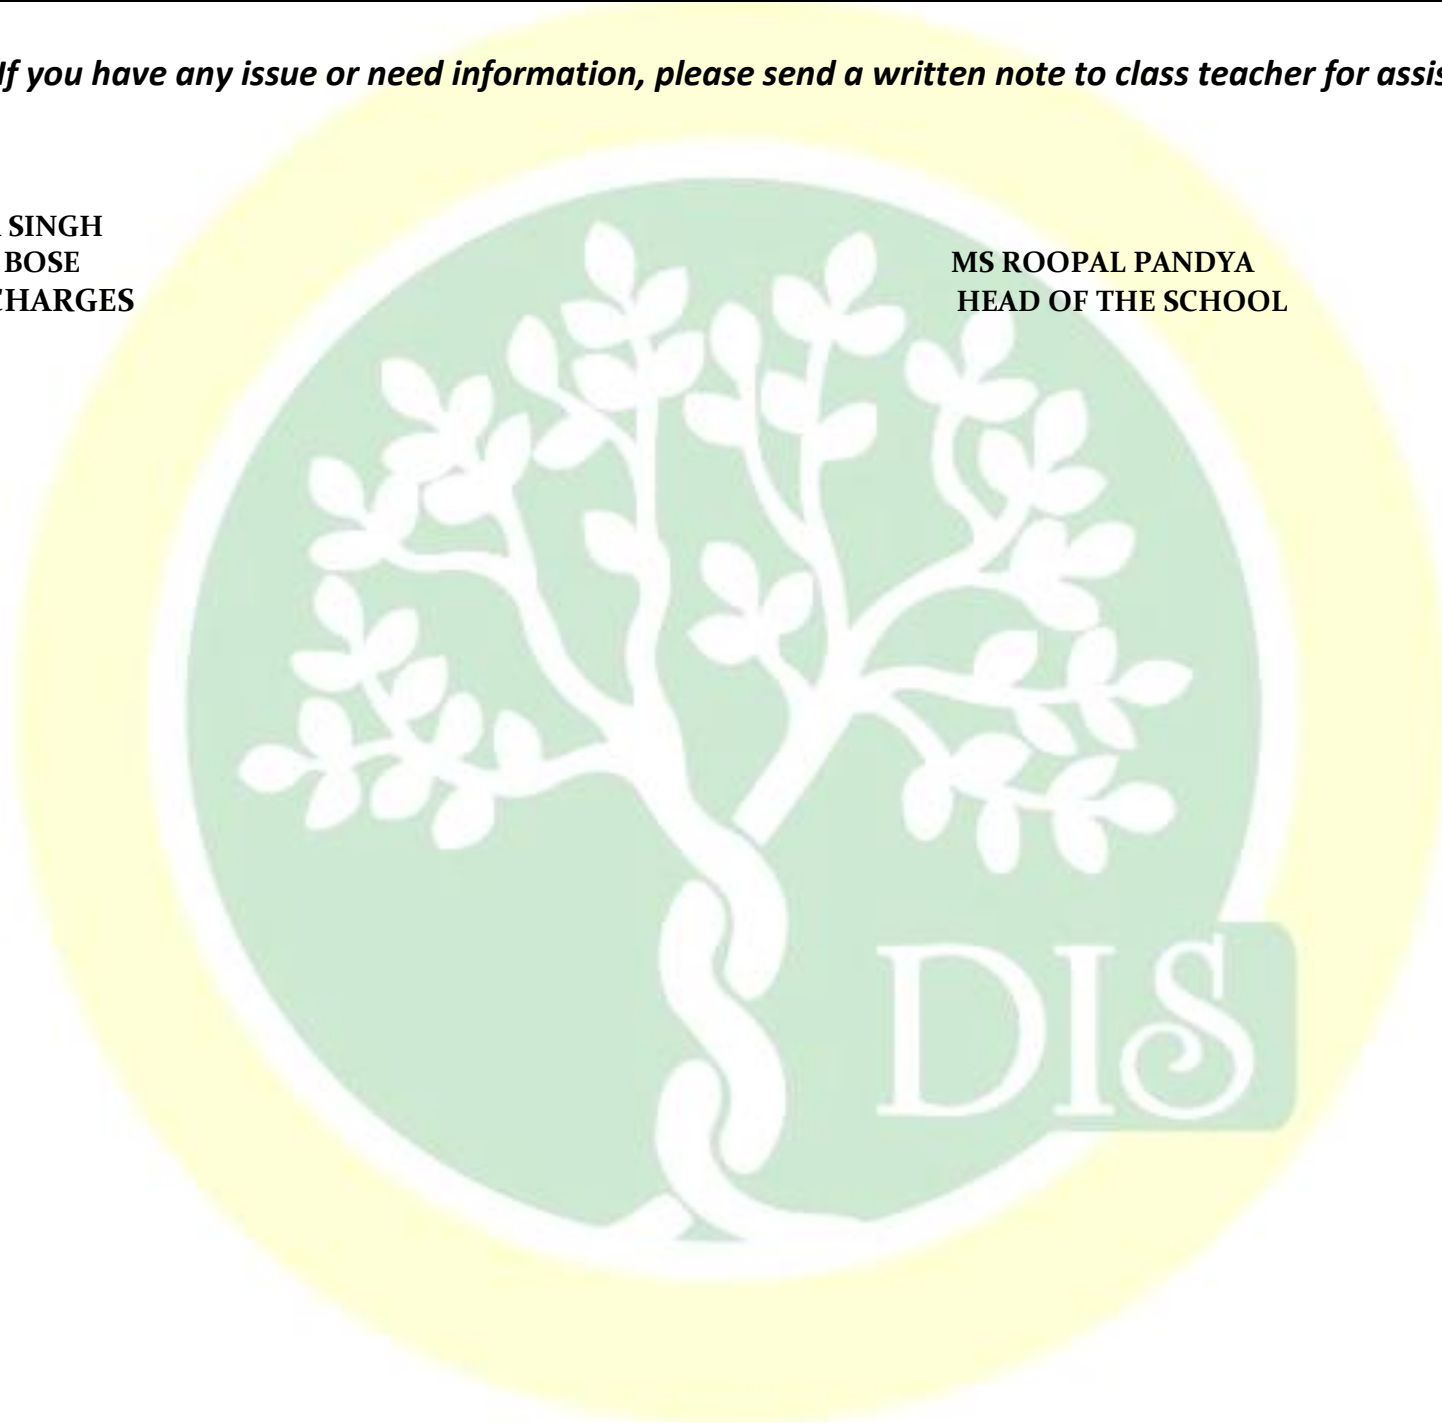 If you have any issue or need information, please send a written note to class teacher for assis
SINGH
BOSE
CHARGES
MS ROOPAL PANDYA
HEAD OF THE SCHOOL
DIS